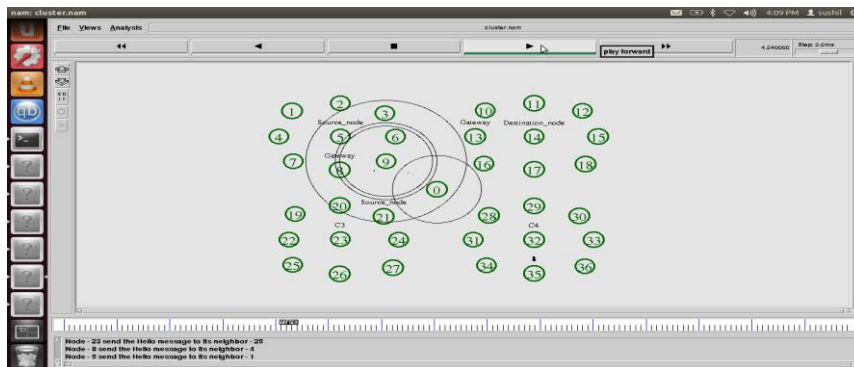 nam: cluster.nam
4:09 PM sushil
File Views Analysis
cluster.nam
play forward
4.040000
Step: 0.0ms
1 2 3 10 11 12
Source_node Gateway Destination_node
4 5 6 13 14 15
Gateway
7 8 9 16 17 18
0
Source_node
19 20 21 28 29 30
C3 C4
22 23 24 31 32 33
25 26 27 34 35 36
Node - 23 send the Hello message to its neighbor - 25
Node - 8 send the Hello message to its neighbor - 4
Node - 5 send the Hello message to its neighbor - 1